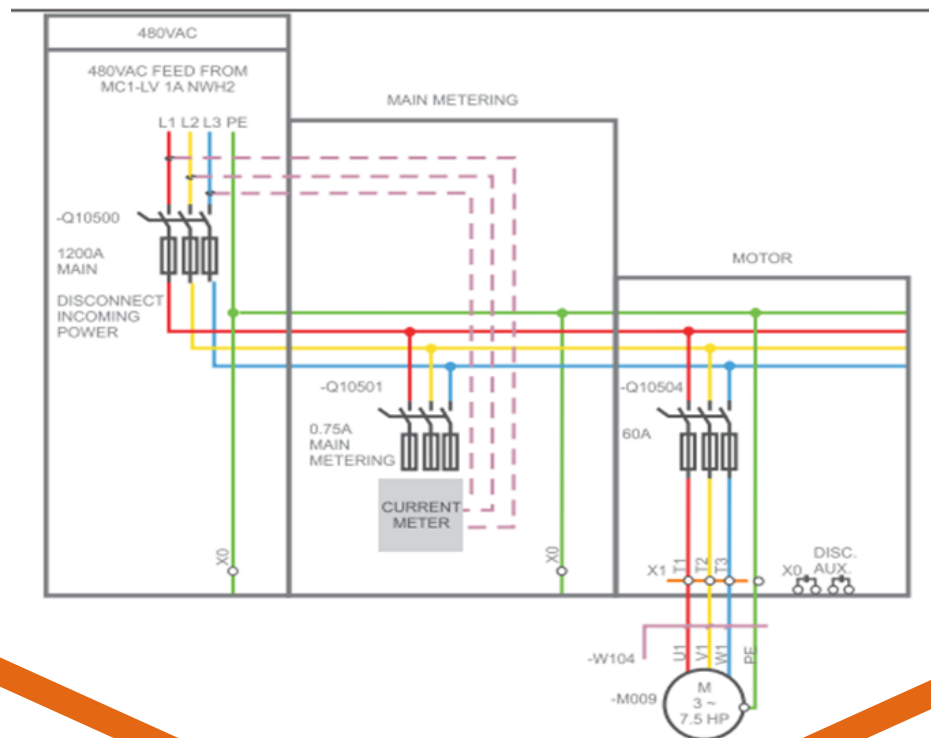 480VAC
480VAC FEED FROM
MC1-LV 1A NWH2
L1 L2 L3 PE
MAIN METERING
-Q10500
1200A
MAIN
DISCONNECT
INCOMING
POWER
MOTOR
-Q10501
0.75A
MAIN
METERING
CURRENT
METER
-Q10504
60A
X0
X0
X1 T1 T2 T3
X0
DISC.
AUX.
-W104
U1 V1 W1 PE
-M009
M
3 ~
7.5 HP